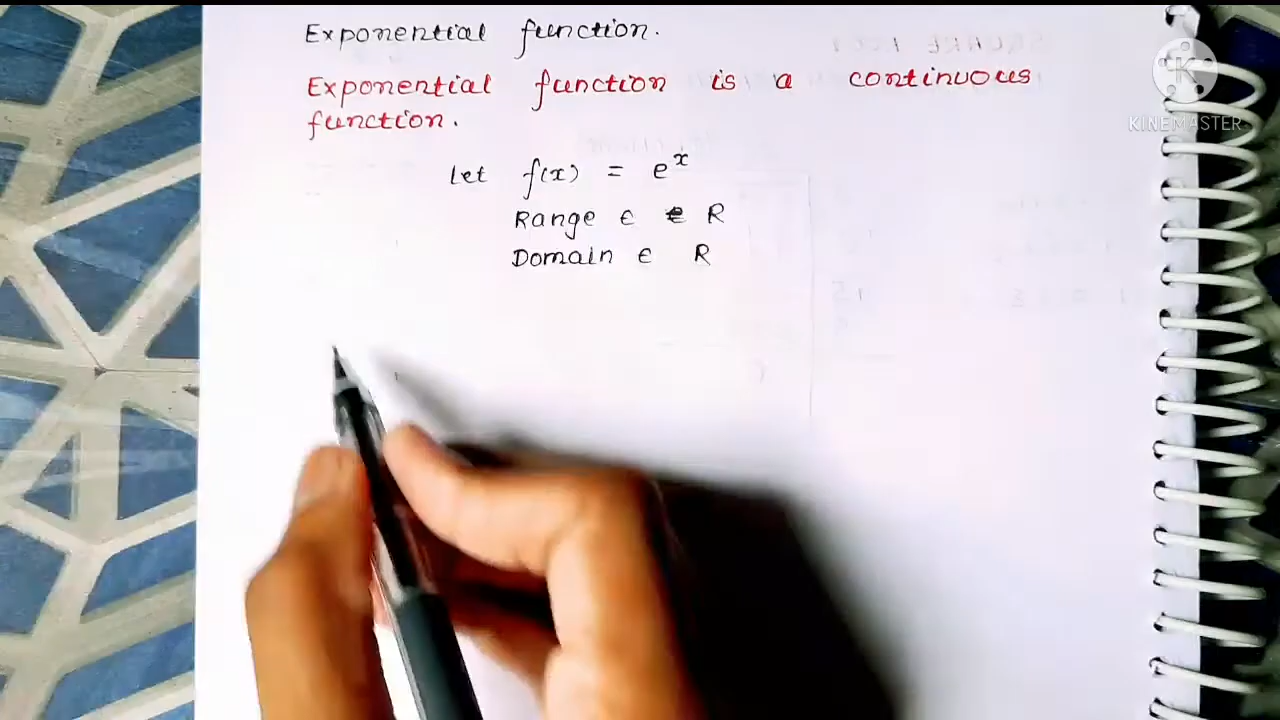 Exponential function.
Exponential function is a continuous
function.
Let f(x) = e^x
Range ϵ R
Domain ϵ R
K
KINEMASTER